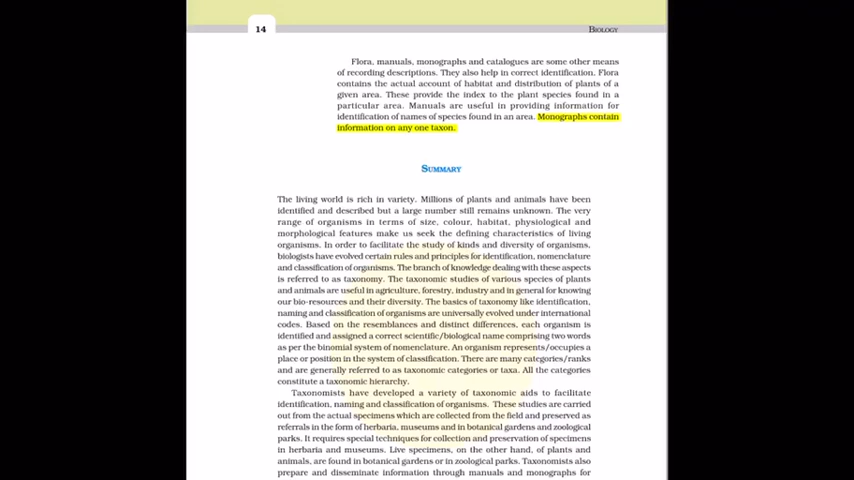 14
BIOLOGY
Flora, manuals, monographs and catalogues are some other means
of recording descriptions. They also help in correct identification. Flora
contains the actual account of habitat and distribution of plants of a
given area. These provide the index to the plant species found in a
particular area. Manuals are useful in providing information for
identification of names of species found in an area. Monographs contain
information on any one taxon.
SUMMARY
The living world is rich in variety. Millions of plants and animals have been
identified and described but a large number still remains unknown. The very
range of organisms in terms of size, colour, habitat, physiological and
morphological features make us seek the defining characteristics of living
organisms. In order to facilitate the study of kinds and diversity of organisms,
biologists have evolved certain rules and principles for identification, nomenclature
and classification of organisms. The branch of knowledge dealing with these aspects
is referred to as taxonomy. The taxonomic studies of various species of plants
and animals are useful in agriculture, forestry, industry and in general for knowing
our bio-resources and their diversity. The basics of taxonomy like identification,
naming and classification of organisms are universally evolved under international
codes. Based on the resemblances and distinct differences, each organism is
identified and assigned a correct scientific/biological name comprising two words
as per the binomial system of nomenclature. An organism represents/occupies a
place or position in the system of classification. There are many categories/ranks
and are generally referred to as taxonomic categories or taxa. All the categories
constitute a taxonomic hierarchy.
Taxonomists have developed a variety of taxonomic aids to facilitate
identification, naming and classification of organisms. These studies are carried
out from the actual specimens which are collected from the field and preserved as
referrals in the form of herbaria, museums and in botanical gardens and zoological
parks. It requires special techniques for collection and preservation of specimens
in herbaria and museums. Live specimens, on the other hand, of plants and
animals, are found in botanical gardens or in zoological parks. Taxonomists also
prepare and disseminate information through manuals and monographs for